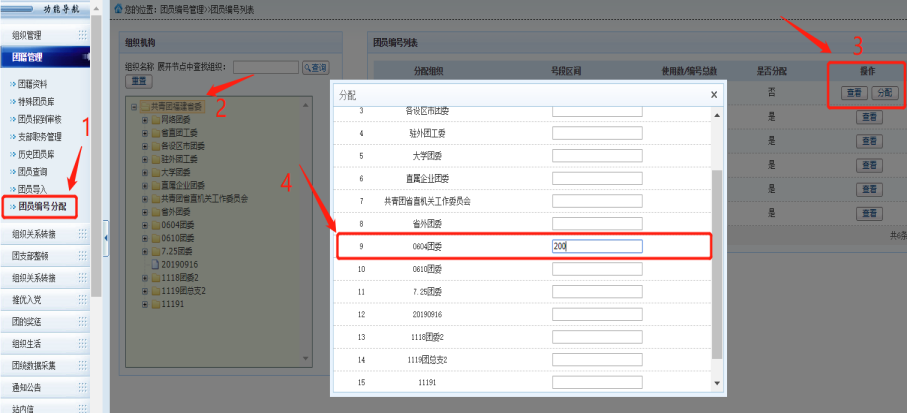 功能导航
组织管理
团籍管理
团籍资料
特殊团员库
团员报到审核
支部职务管理
历史团员库
团员查询
团员导入
团员编号分配
组织关系转接
团支部整顿
组织关系转接
推优入党
团的奖惩
组织生活
团统数据采集
通知公告
站内信
您的位置：团员编号管理>>团员编号列表
组织机构
组织名称 展开节点中查找组织：
查询
重置
共青团福建省委
网络团委
省直团工委
各设区市团委
驻外团工委
大学团委
直属企业团委
共青团省直机关工作委员会
省外团委
0604团委
0610团委
7.25团委
20190916
1118团委2
1119团总支2
11191
团员编号列表
分配组织 号段区间 使用数/编号总数 是否分配 操作
否 查看 分配
是 查看
是 查看
是 查看
是 查看
是 查看
共6条
分配 x
3 各设区市团委
4 驻外团工委
5 大学团委
6 直属企业团委
7 共青团省直机关工作委员会
8 省外团委
9 0604团委 200
10 0610团委
11 7.25团委
12 20190916
13 1118团委2
14 1119团总支2
15 11191
1
2
3
4